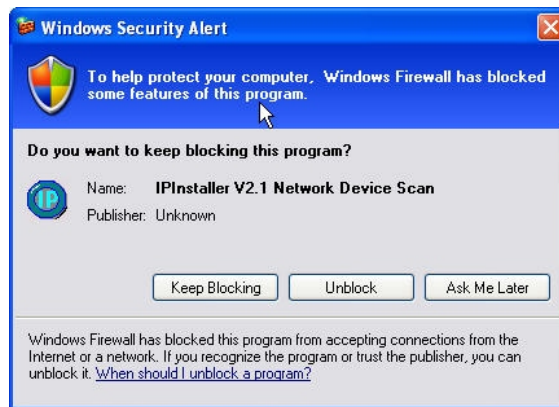 Windows Security Alert
To help protect your computer, Windows Firewall has blocked
some features of this program.
Do you want to keep blocking this program?
IP
Name: IPInstaller V2.1 Network Device Scan
Publisher: Unknown
Keep Blocking Unblock Ask Me Later
Windows Firewall has blocked this program from accepting connections from the
Internet or a network. If you recognize the program or trust the publisher, you can
unblock it. When should I unblock a program?